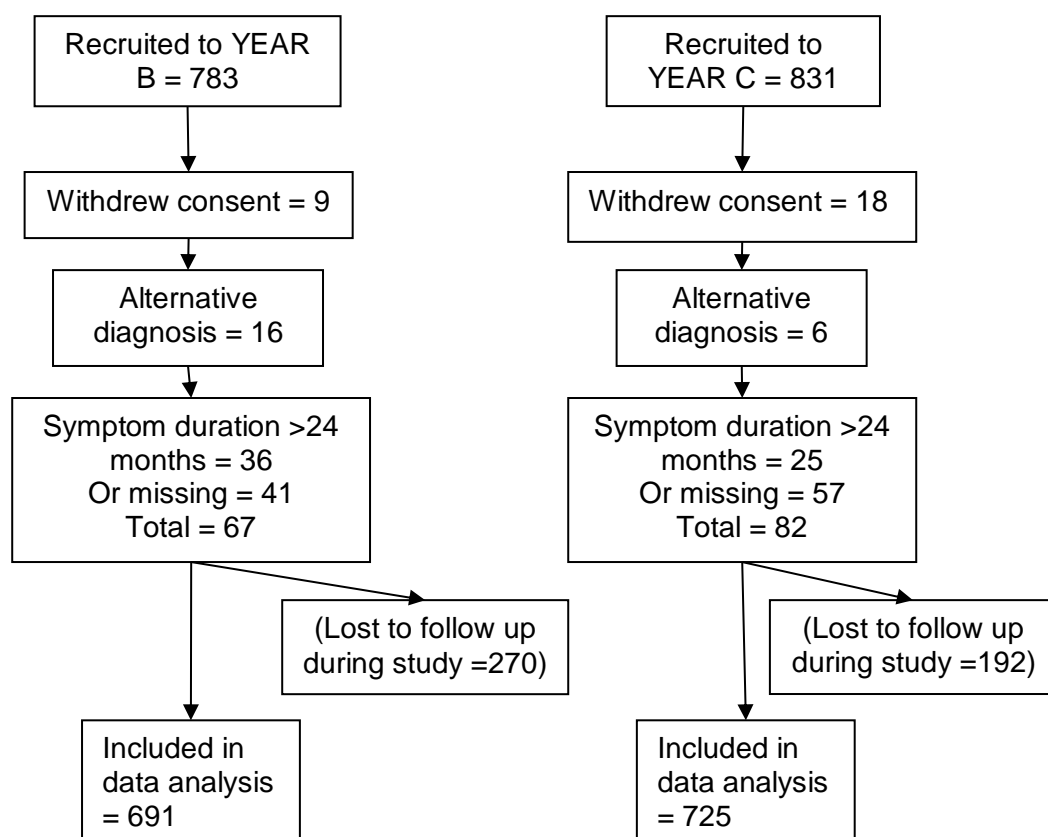 Recruited to YEAR
B = 783
Withdrew consent = 9
Alternative
diagnosis = 16
Symptom duration >24
months = 36
Or missing = 41
Total = 67
(Lost to follow up
during study =270)
Included in
data analysis
= 691
Recruited to
YEAR C = 831
Withdrew consent = 18
Alternative
diagnosis = 6
Symptom duration >24
months = 25
Or missing = 57
Total = 82
(Lost to follow up
during study =192)
Included in
data analysis
= 725